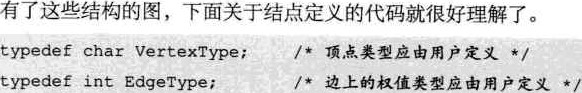 有了这些结构的图，下面关于结点定义的代码就很好理解了。
typedef char VertexType; /* 顶点类型应由用户定义 */
typedef int EdgeType; /* 边上的权值类型应由用户定义 */